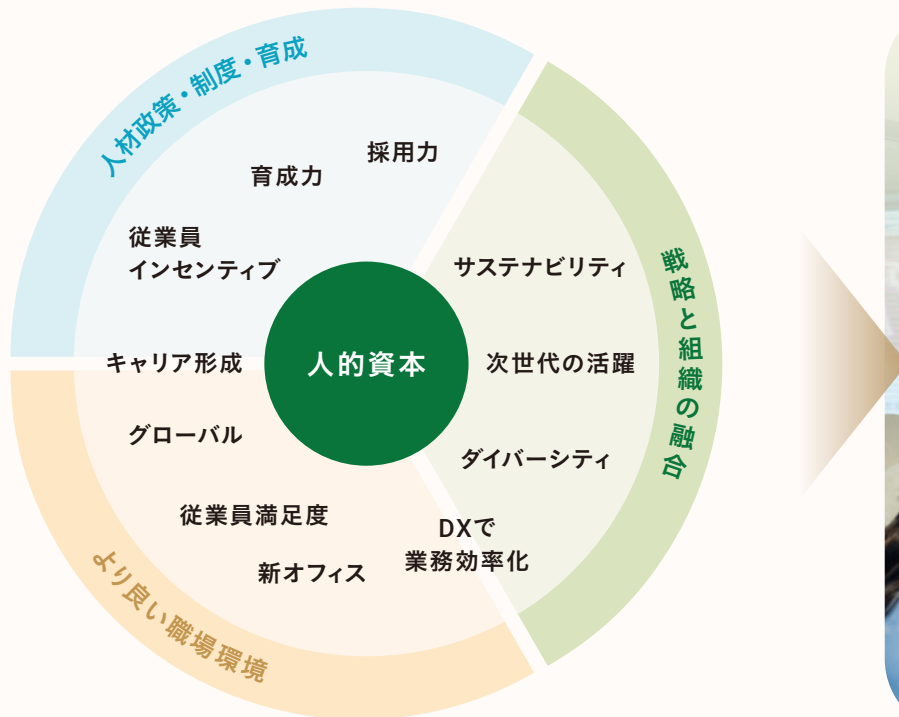 人材政策・制度・育成
採用力
育成力
従業員
インセンティブ
サステナビリティ
戦略と組織の融合
キャリア形成
人的資本
次世代の活躍
グローバル
ダイバーシティ
従業員満足度
DXで
業務効率化
新オフィス
より良い職場環境